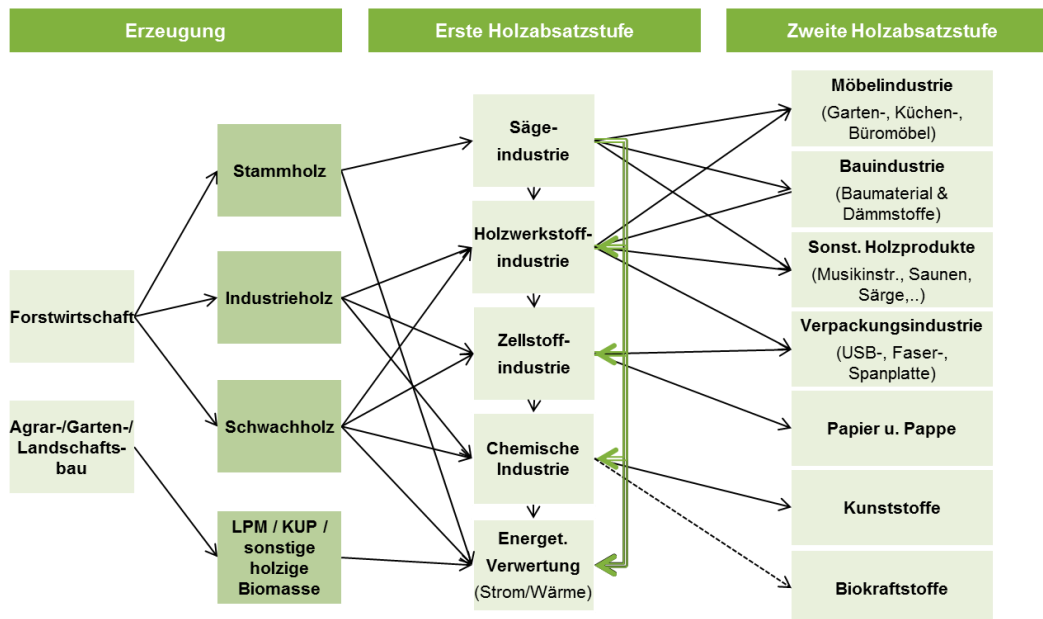 Erzeugung
Erste Holzabsatzstufe
Zweite Holzabsatzstufe
Forstwirtschaft
Agrar-/Garten-/
Landschafts-
bau
Stammholz
Industrieholz
Schwachholz
LPM / KUP /
sonstige
holzige
Biomasse
Säge-
industrie
Holzwerkstoff-
industrie
Zellstoff-
industrie
Chemische
Industrie
Energet.
Verwertung
(Strom/Wärme)
Möbelindustrie
(Garten-, Küchen-,
Büromöbel)
Bauindustrie
(Baumaterial &
Dämmstoffe)
Sonst. Holzprodukte
(Musikinstr., Saunen,
Särge,..)
Verpackungsindustrie
(USB-, Faser-,
Spanplatte)
Papier u. Pappe
Kunststoffe
Biokraftstoffe